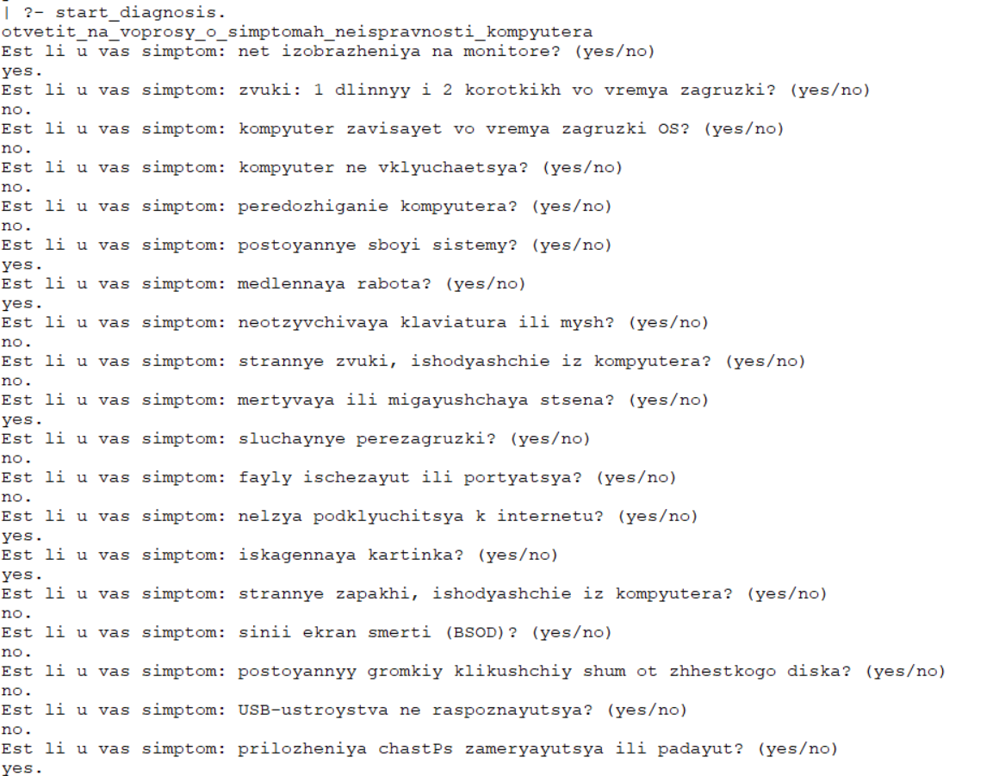 | ?- start_diagnosis.
otvetit_na_voprosy_o_simptomah_neispravnosti_kompyutera
Est li u vas simptom: net izobrazheniya na monitore? (yes/no)
yes.
Est li u vas simptom: zvuki: 1 dlinnyy i 2 korotkikh vo vremya zagruzki? (yes/no)
no.
Est li u vas simptom: kompyuter zavisayet vo vremya zagruzki OS? (yes/no)
no.
Est li u vas simptom: kompyuter ne vklyuchaetsya? (yes/no)
no.
Est li u vas simptom: peredozhiganie kompyutera? (yes/no)
no.
Est li u vas simptom: postoyannye sboyi sistemy? (yes/no)
yes.
Est li u vas simptom: medlennaya rabota? (yes/no)
yes.
Est li u vas simptom: neotzyvchivaya klaviatura ili mysh? (yes/no)
no.
Est li u vas simptom: strannye zvuki, ishodyashchie iz kompyutera? (yes/no)
no.
Est li u vas simptom: mertyvaya ili migayushchaya stsena? (yes/no)
yes.
Est li u vas simptom: sluchaynye perezagruzki? (yes/no)
no.
Est li u vas simptom: fayly ischezayut ili portyatsya? (yes/no)
no.
Est li u vas simptom: nelzya podklyuchitsya k internetu? (yes/no)
yes.
Est li u vas simptom: iskagennaya kartinka? (yes/no)
yes.
Est li u vas simptom: strannye zapakhi, ishodyashchie iz kompyutera? (yes/no)
no.
Est li u vas simptom: sinii ekran smerti (BSOD)? (yes/no)
no.
Est li u vas simptom: postoyannyy gromkiy klikushchiy shum ot zhhestkogo diska? (yes/no)
no.
Est li u vas simptom: USB-ustroystva ne raspoznayutsya? (yes/no)
no.
Est li u vas simptom: prilozheniya chastPs zameryayutsya ili padayut? (yes/no)
yes.